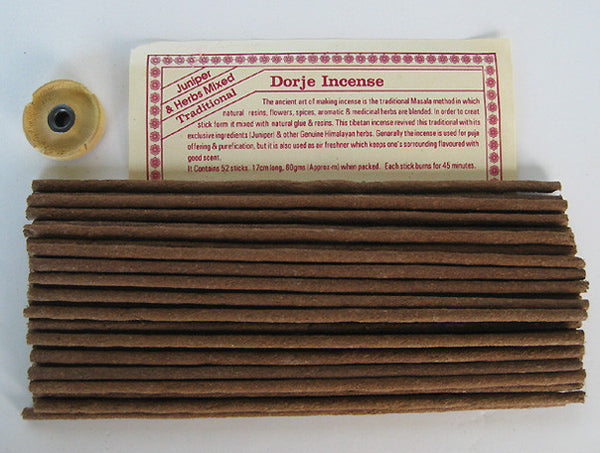 Juniper
& Herbs Mixed
Traditional
Dorje Incense
The ancient art of making incense is the traditional Masala method in which
natural resins, flowers, spices, aromatic & medicinal herbs are blended. In order to creat
stick form it mixed with natural glue & resins. This tibetan incense revived this traditional with its
exclusive ingredients (Juniper) & other Genuine Himalayan herbs. Genarally the incense is used for puja
offering & purefication, but it is also used as air freshner which keeps one's sorrounding flavoured with
good scent.
It Contains 52 sticks. 17cm long, 60gms (Approx-m) when packed. Each stick burns for 45 minutes.